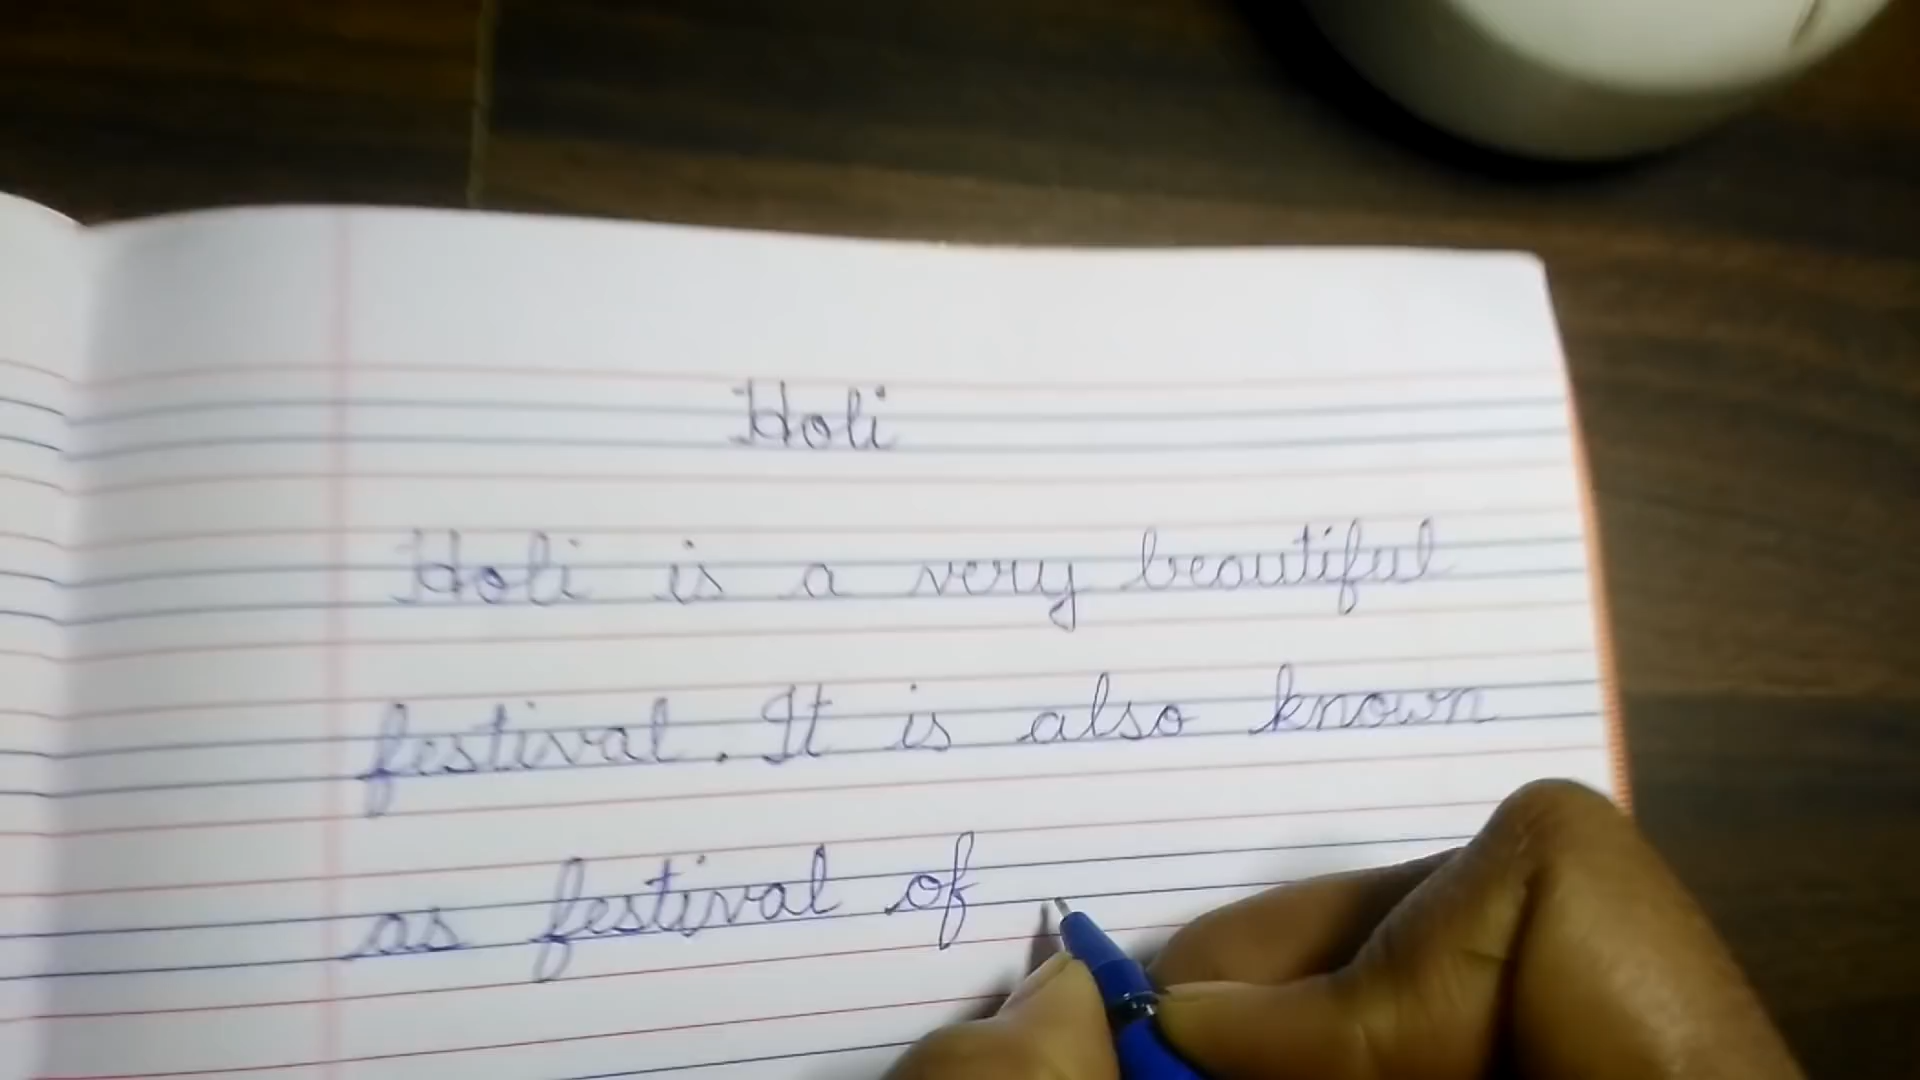 Holi
Holi is a very beautiful
festival. It is also known
as festival of